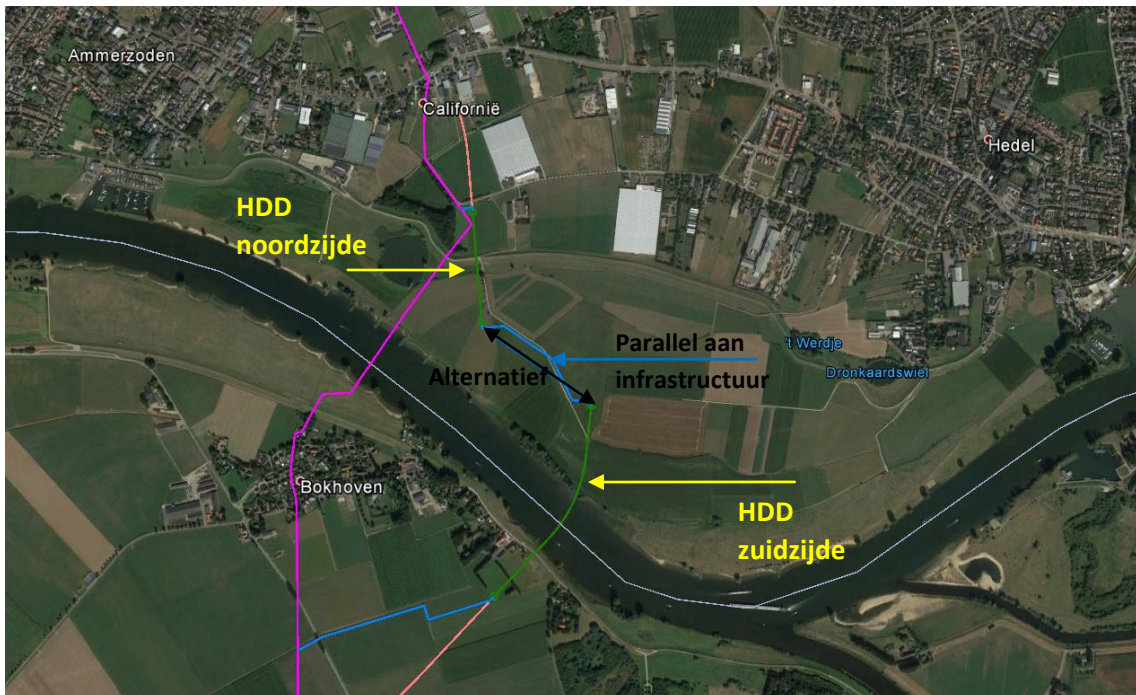 Ammerzoden
Californië
Hedel
HDD
noordzijde
't Werdje
Parallel aan
infrastructuur
Dronkaardswiel
Alternatief
Bokhoven
HDD
zuidzijde